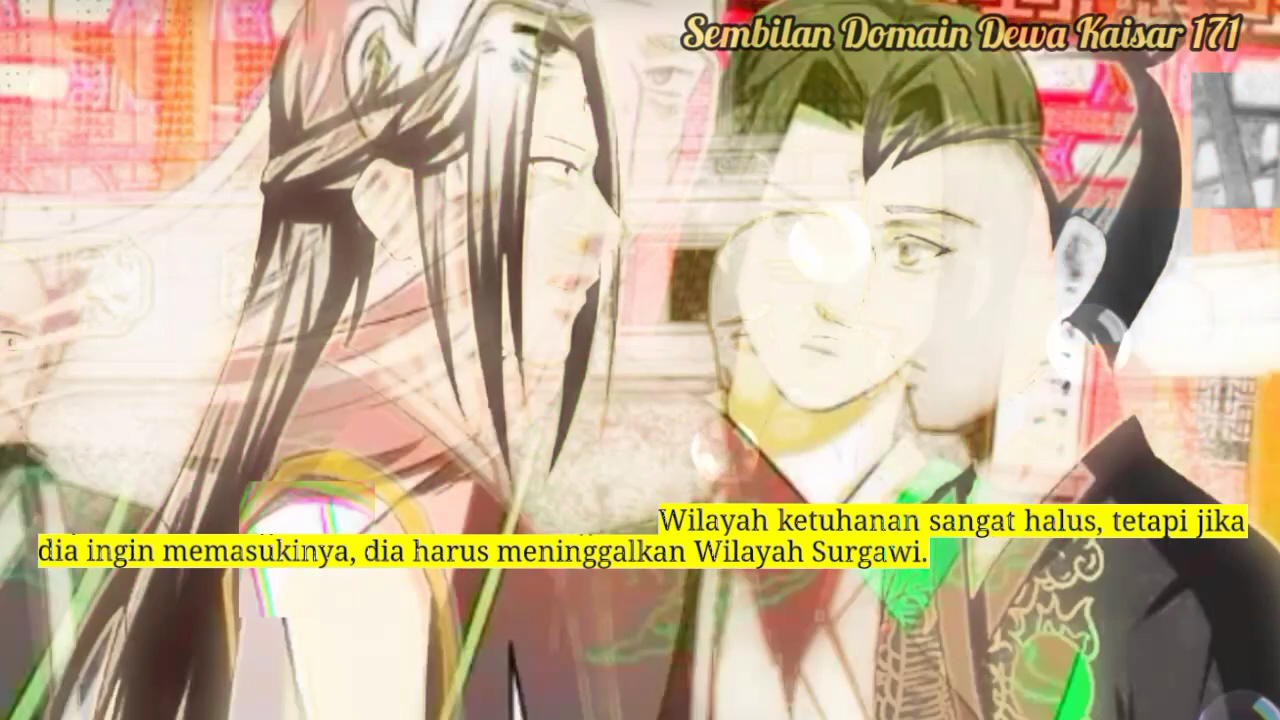 Sembilan Domain Dewa Kaisar 171
Wilayah ketuhanan sangat halus, tetapi jika
dia ingin memasukinya, dia harus meninggalkan Wilayah Surgawi.